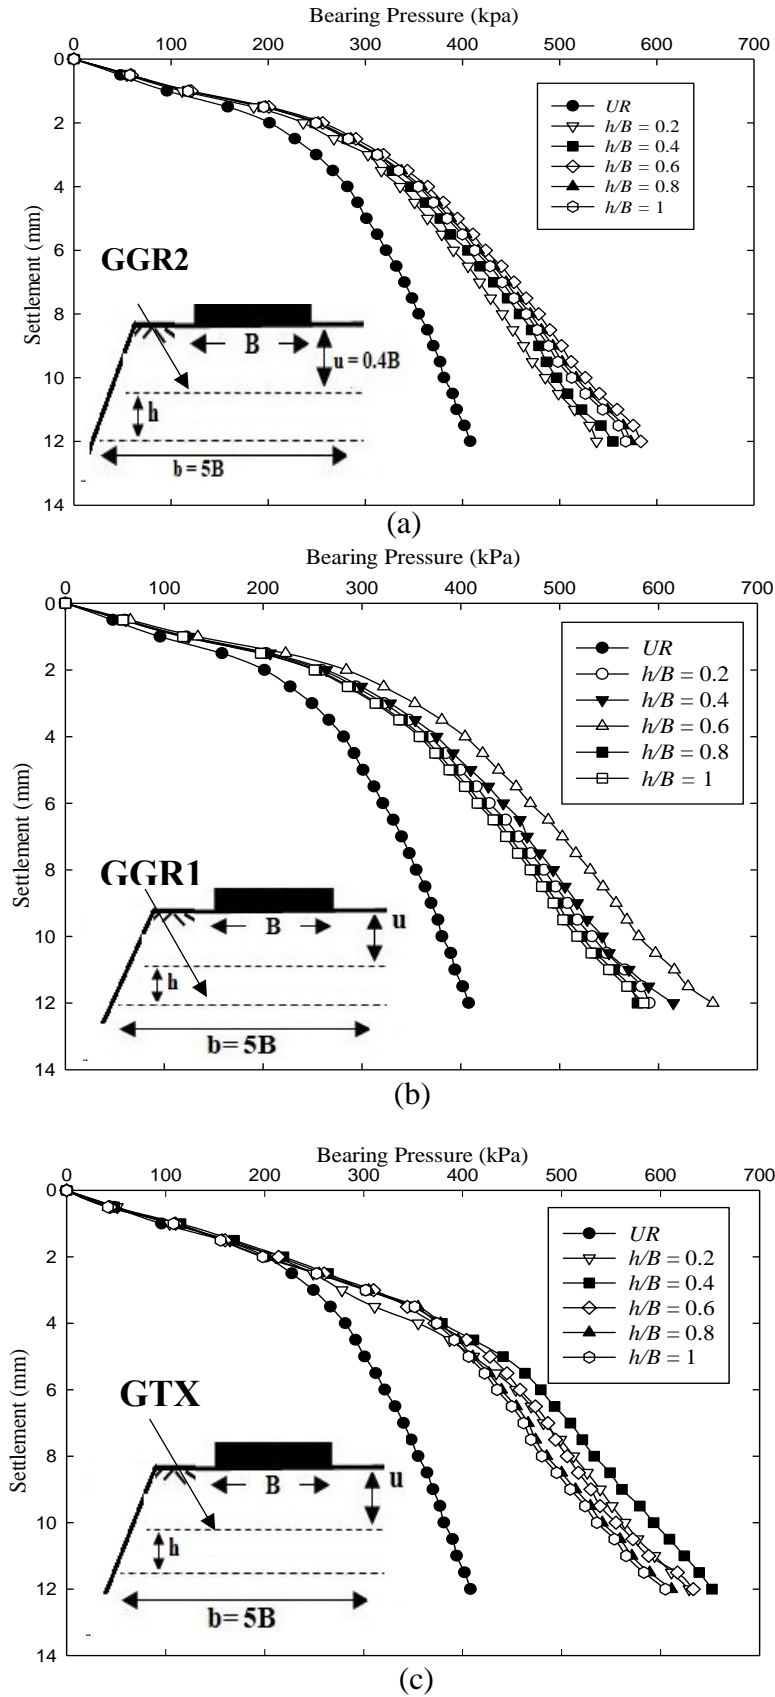 Bearing Pressure (kpa)
0 100 200 300 400 500 600 700
0
2
4
6
8
10
12
14
Settlement (mm)
UR
h/B = 0.2
h/B = 0.4
h/B = 0.6
h/B = 0.8
h/B = 1
GGR2
B
u = 0.4B
h
b = 5B
(a)
Bearing Pressure (kPa)
0 100 200 300 400 500 600 700
0
2
4
6
8
10
12
14
Settlement (mm)
UR
h/B = 0.2
h/B = 0.4
h/B = 0.6
h/B = 0.8
h/B = 1
GGR1
B
u
h
b= 5B
(b)
Bearing Pressure (kPa)
0 100 200 300 400 500 600 700
0
2
4
6
8
10
12
14
Settlement (mm)
UR
h/B = 0.2
h/B = 0.4
h/B = 0.6
h/B = 0.8
h/B = 1
GTX
B
u
h
b= 5B
(c)